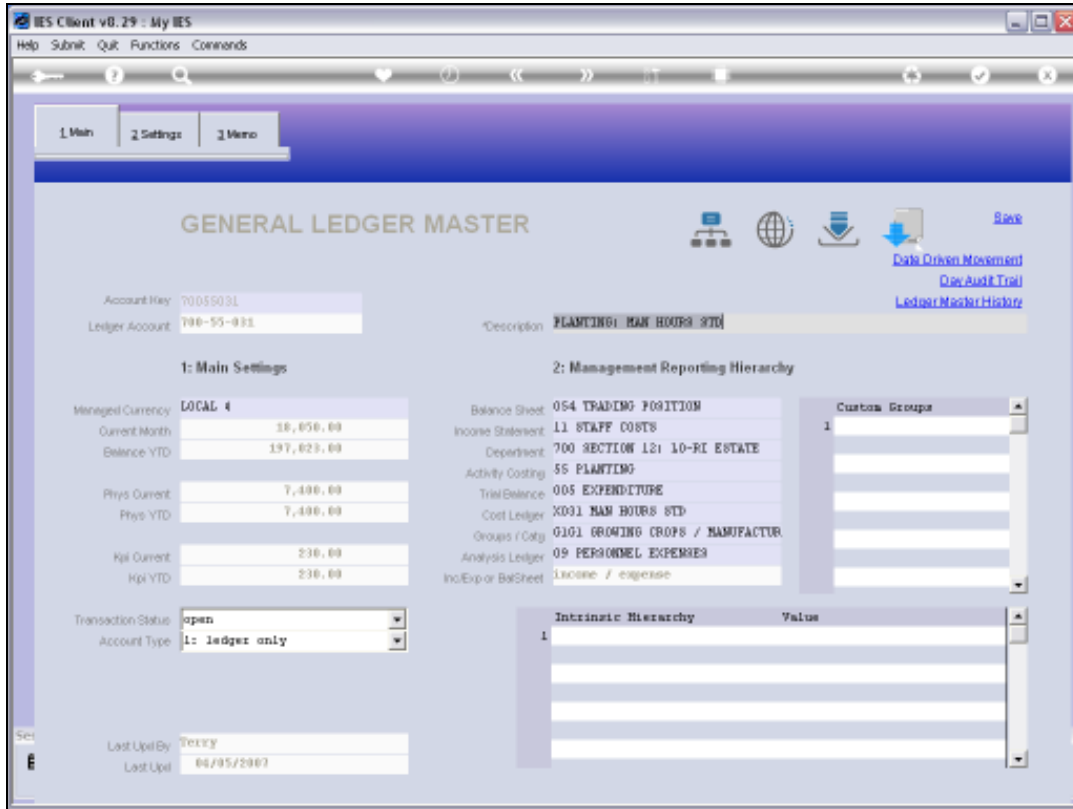 IES Client v8.29 : My IES
Help Submit Quit Functions Commands
1 Main
2 Settings
3 Memo
GENERAL LEDGER MASTER
Save
Date Driven Movement
Day Audit Trail
Ledger Master History
Account Key 70055031
Ledger Account 700-55-031
*Description PLANTING: MAN HOURS STD
1: Main Settings
2: Management Reporting Hierarchy
Managed Currency LOCAL
Current Month 18,050.00
Balance YTD 197,023.00
Phys Current 7,400.00
Phys YTD 7,400.00
Kpi Current 230.00
Kpi YTD 230.00
Transaction Status open
Account Type 1: ledger only
Balance Sheet 054 TRADING POSITION
Income Statement 11 STAFF COSTS
Department 700 SECTION 12: LO-RI ESTATE
Activity Costing 55 PLANTING
Trial Balance 005 EXPENDITURE
Cost Ledger X031 MAN HOURS STD
Groups / Catg G1G1 GROWING CROPS / MANUFACTUR
Analysis Ledger 09 PERSONNEL EXPENSES
Inc/Exp or BalSheet income / expense
Custom Groups
1
Intrinsic Hierarchy Value
1
Last Upd By Terry
Last Upd 04/05/2007